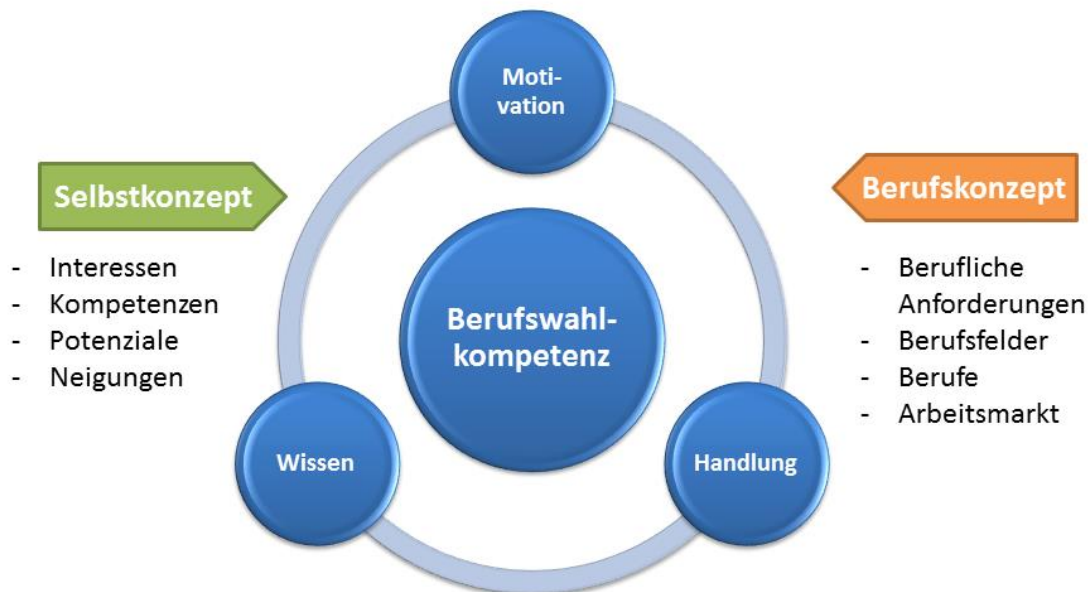 Moti-
vation
Selbstkonzept
- Interessen
- Kompetenzen
- Potenziale
- Neigungen
Berufswahl-
kompetenz
Berufskonzept
- Berufliche
Anforderungen
- Berufsfelder
- Berufe
- Arbeitsmarkt
Wissen
Handlung